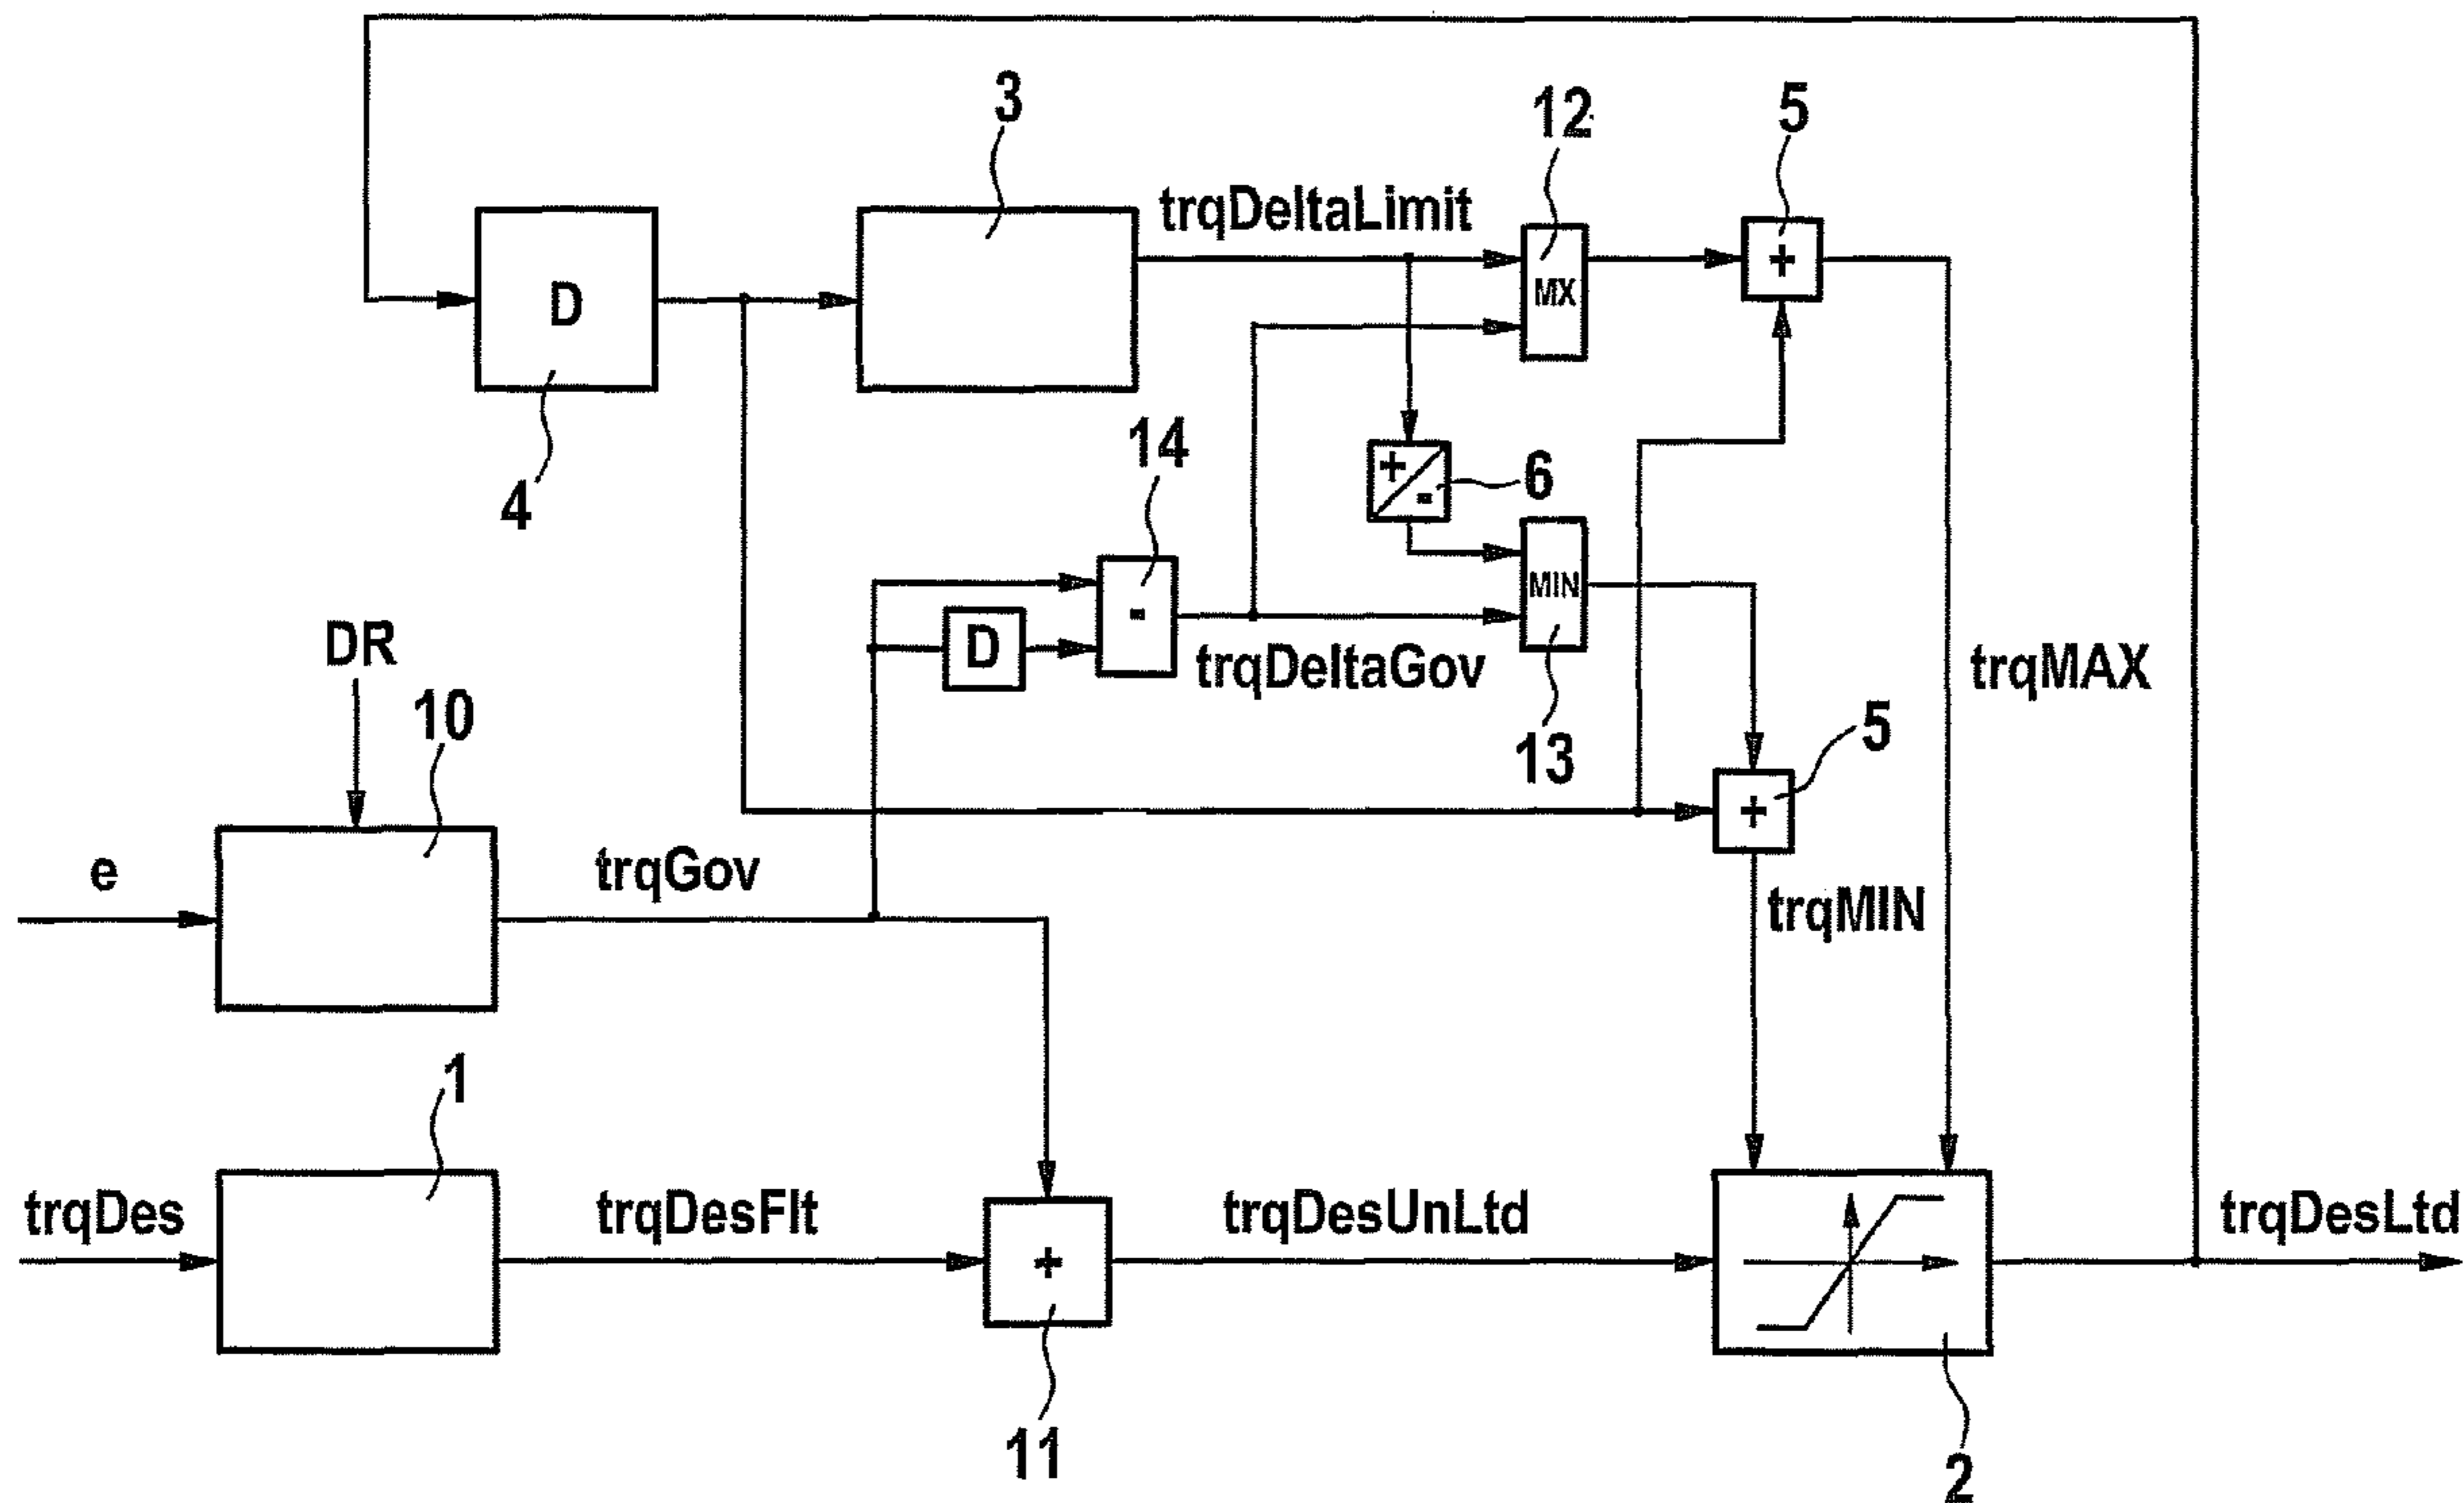 3
12
5
trqDeltaLimit
D
+
MX
4
14
+
-
6
-
MIN
D
DR
trqDeltaGov
trqMAX
10
13
5
+
e
trqGov
trqMIN
1
trqDes
trqDesFlt
trqDesUnLtd
trqDesLtd
+
11
2